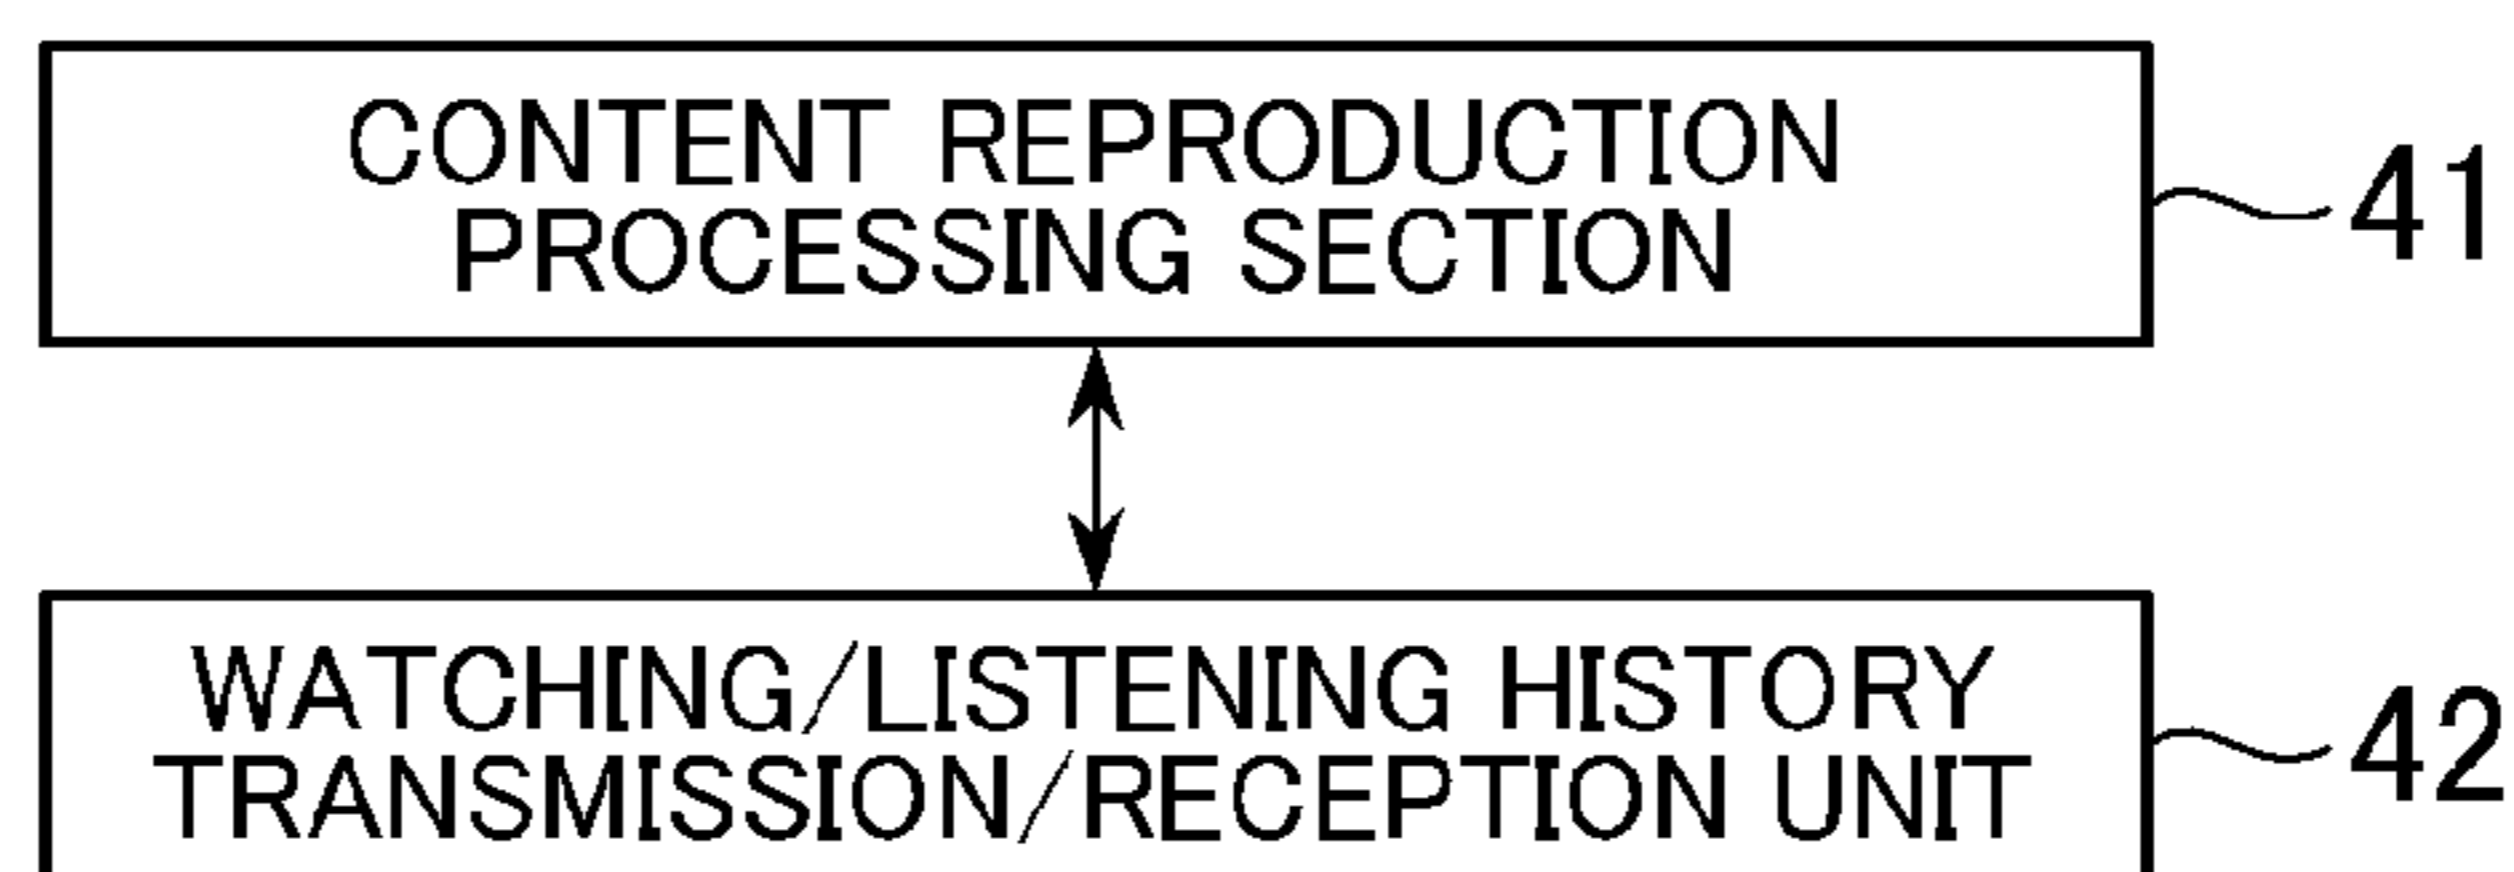 CONTENT REPRODUCTION
PROCESSING SECTION
41
WATCHING/LISTENING HISTORY
TRANSMISSION/RECEPTION UNIT
42